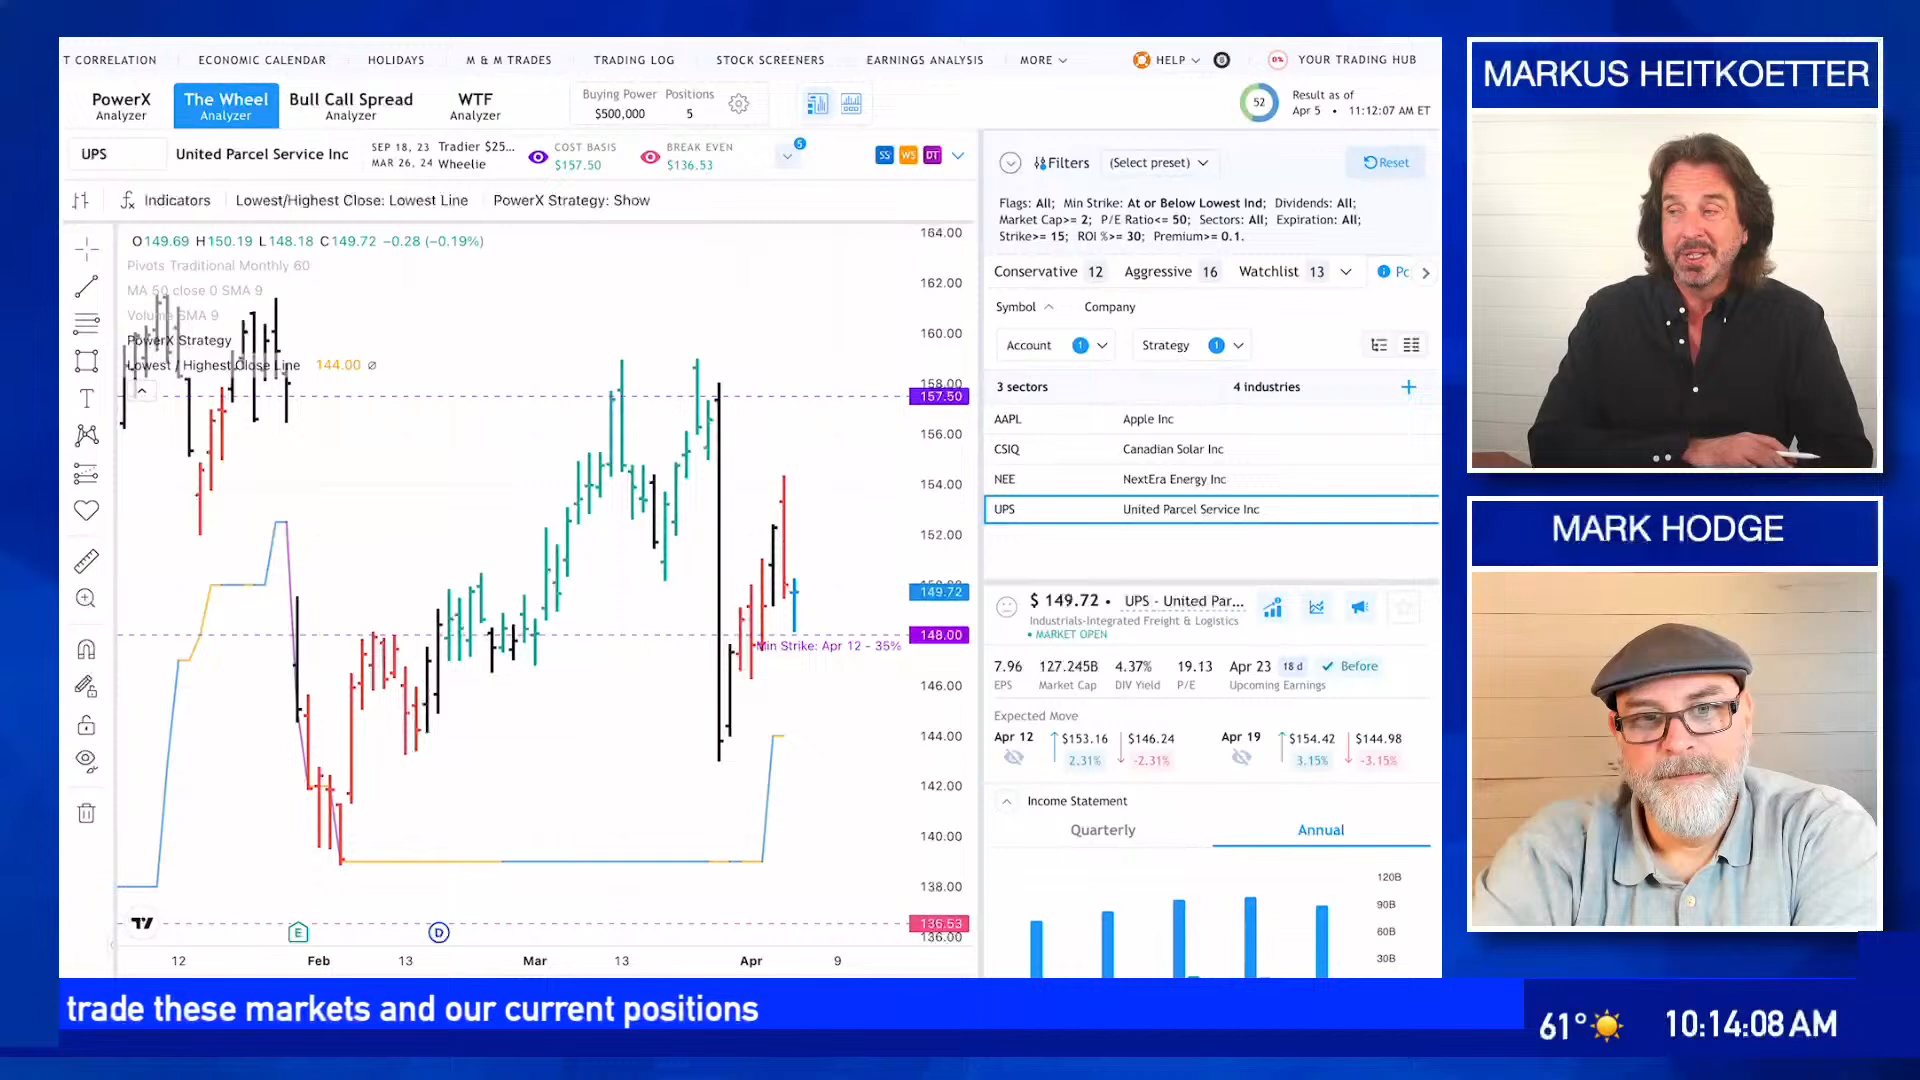 T CORRELATION ECONOMIC CALENDAR HOLIDAYS M & M TRADES TRADING LOG STOCK SCREENERS EARNINGS ANALYSIS MORE HELP 0% YOUR TRADING HUB
PowerX Analyzer
The Wheel Analyzer
Bull Call Spread Analyzer
WTF Analyzer
Buying Power $500,000
Positions 5
52
Result as of
Apr 5 • 11:12:07 AM ET
UPS United Parcel Service Inc
SEP 18, 23
MAR 26, 24
Tradier $25...
Wheelie
COST BASIS
$157.50
BREAK EVEN
$136.53
5
SS WS DT
Indicators Lowest/Highest Close: Lowest Line PowerX Strategy: Show
O149.69 H150.19 L148.18 C149.72 −0.28 (−0.19%)
Pivots Traditional Monthly 60
MA 50 close 0 SMA 9
Volume SMA 9
PowerX Strategy
Lowest / Highest Close Line 144.00 ∅
164.00
162.00
160.00
158.00
157.50
156.00
154.00
152.00
149.72
148.00
Min Strike: Apr 12 - 35%
146.00
144.00
142.00
140.00
138.00
136.53
136.00
E D
12 Feb 13 Mar 13 Apr 9
Filters (Select preset) Reset
Flags: All; Min Strike: At or Below Lowest Ind; Dividends: All;
Market Cap>= 2; P/E Ratio<= 50; Sectors: All; Expiration: All;
Strike>= 15; ROI %>= 30; Premium>= 0.1.
Conservative 12 Aggressive 16 Watchlist 13 Pc
Symbol Company
Account 1 Strategy 1
3 sectors 4 industries +
AAPL Apple Inc
CSIQ Canadian Solar Inc
NEE NextEra Energy Inc
UPS United Parcel Service Inc
$ 149.72 • UPS - United Par...
Industrials-Integrated Freight & Logistics
• MARKET OPEN
7.96 127.245B 4.37% 19.13 Apr 23 18 d Before
EPS Market Cap DIV Yield P/E Upcoming Earnings
Expected Move
Apr 12 $153.16 $146.24 Apr 19 $154.42 $144.98
2.31% -2.31% 3.15% -3.15%
Income Statement
Quarterly Annual
120B
90B
60B
30B
MARKUS HEITKOETTER
MARK HODGE
trade these markets and our current positions
61° 10:14:08 AM